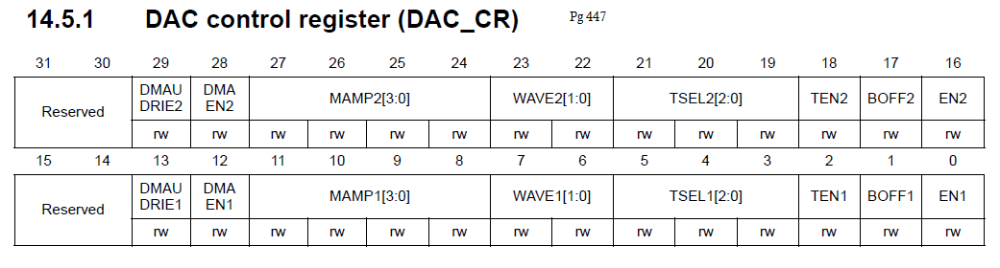 14.5.1 DAC control register (DAC_CR) Pg 447
31 30 29 28 27 26 25 24 23 22 21 20 19 18 17 16
Reserved DMAU DRIE2 DMA EN2 MAMP2[3:0] WAVE2[1:0] TSEL2[2:0] TEN2 BOFF2 EN2
rw rw rw rw rw rw rw rw rw rw rw rw rw rw
15 14 13 12 11 10 9 8 7 6 5 4 3 2 1 0
Reserved DMAU DRIE1 DMA EN1 MAMP1[3:0] WAVE1[1:0] TSEL1[2:0] TEN1 BOFF1 EN1
rw rw rw rw rw rw rw rw rw rw rw rw rw rw